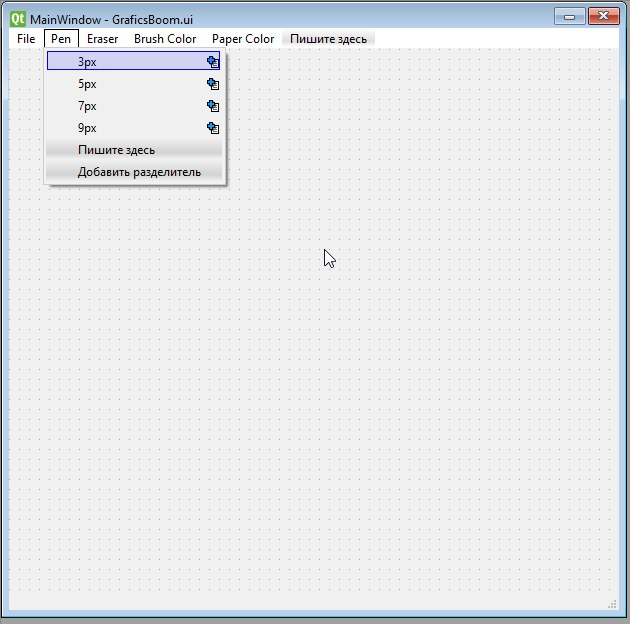 Qt MainWindow - GraficsBoom.ui
File Pen Eraser Brush Color Paper Color Пишите здесь
3px
5px
7px
9px
Пишите здесь
Добавить разделитель